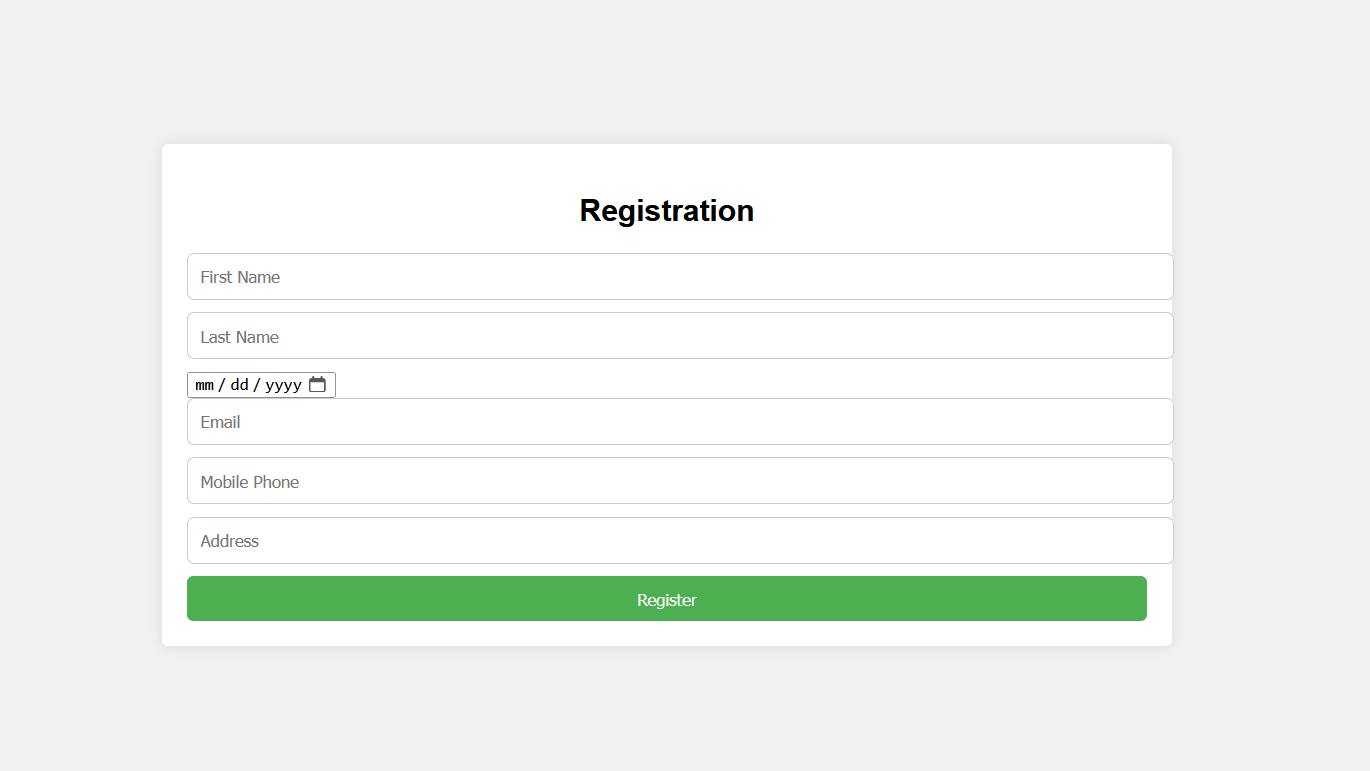 Registration
First Name
Last Name
mm / dd / yyyy
Email
Mobile Phone
Address
Register